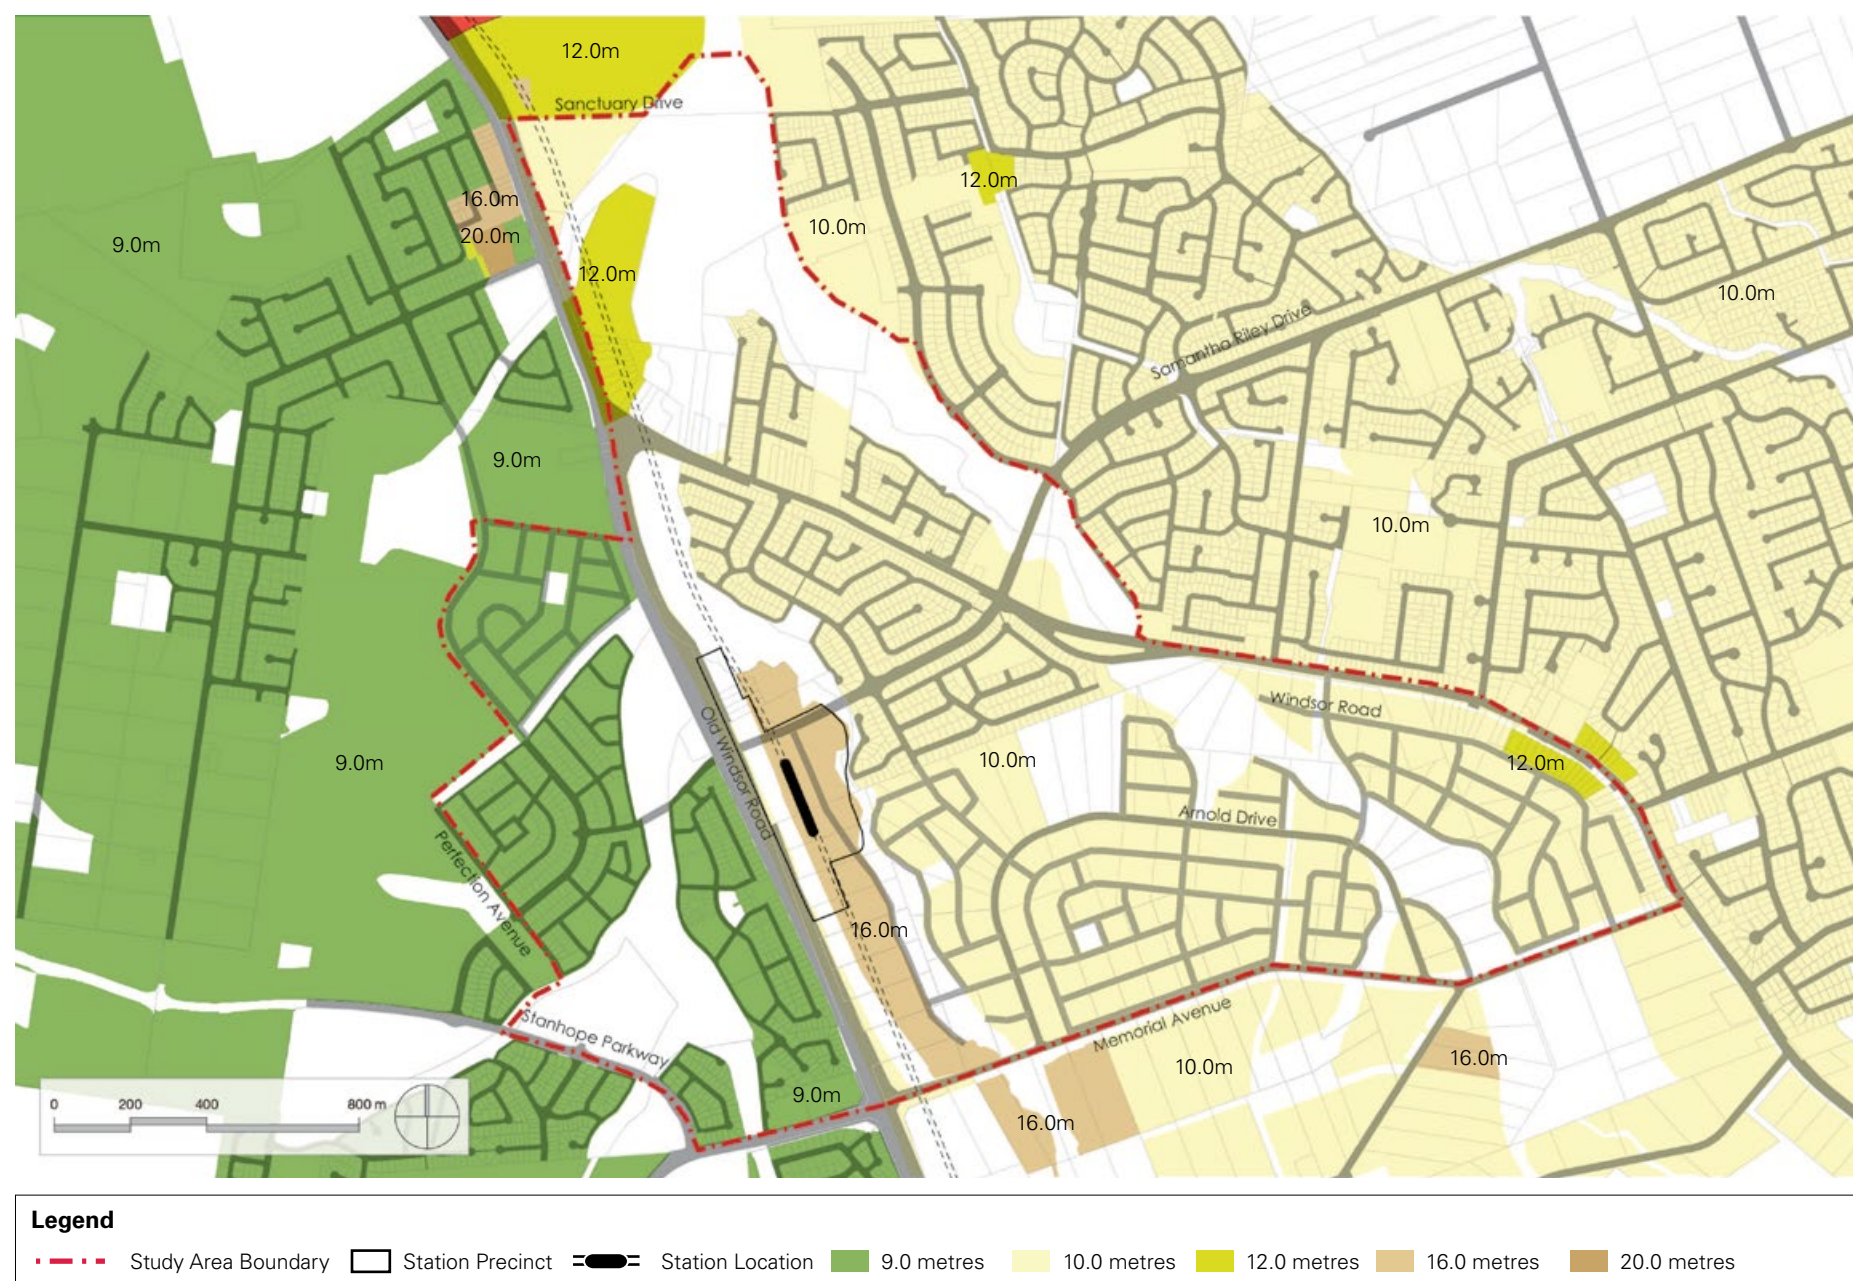 12.0m
Sanctuary Drive
12.0m
16.0m
10.0m
20.0m
9.0m
12.0m
10.0m
Samantha Riley Drive
9.0m
10.0m
Windsor Road
Old Windsor Road
10.0m
9.0m
12.0m
Arnold Drive
Perfection Avenue
16.0m
Stanhope Parkway
Memorial Avenue
16.0m
10.0m
9.0m
16.0m
0 200 400 800 m
Legend
Study Area Boundary Station Precinct Station Location 9.0 metres 10.0 metres 12.0 metres 16.0 metres 20.0 metres